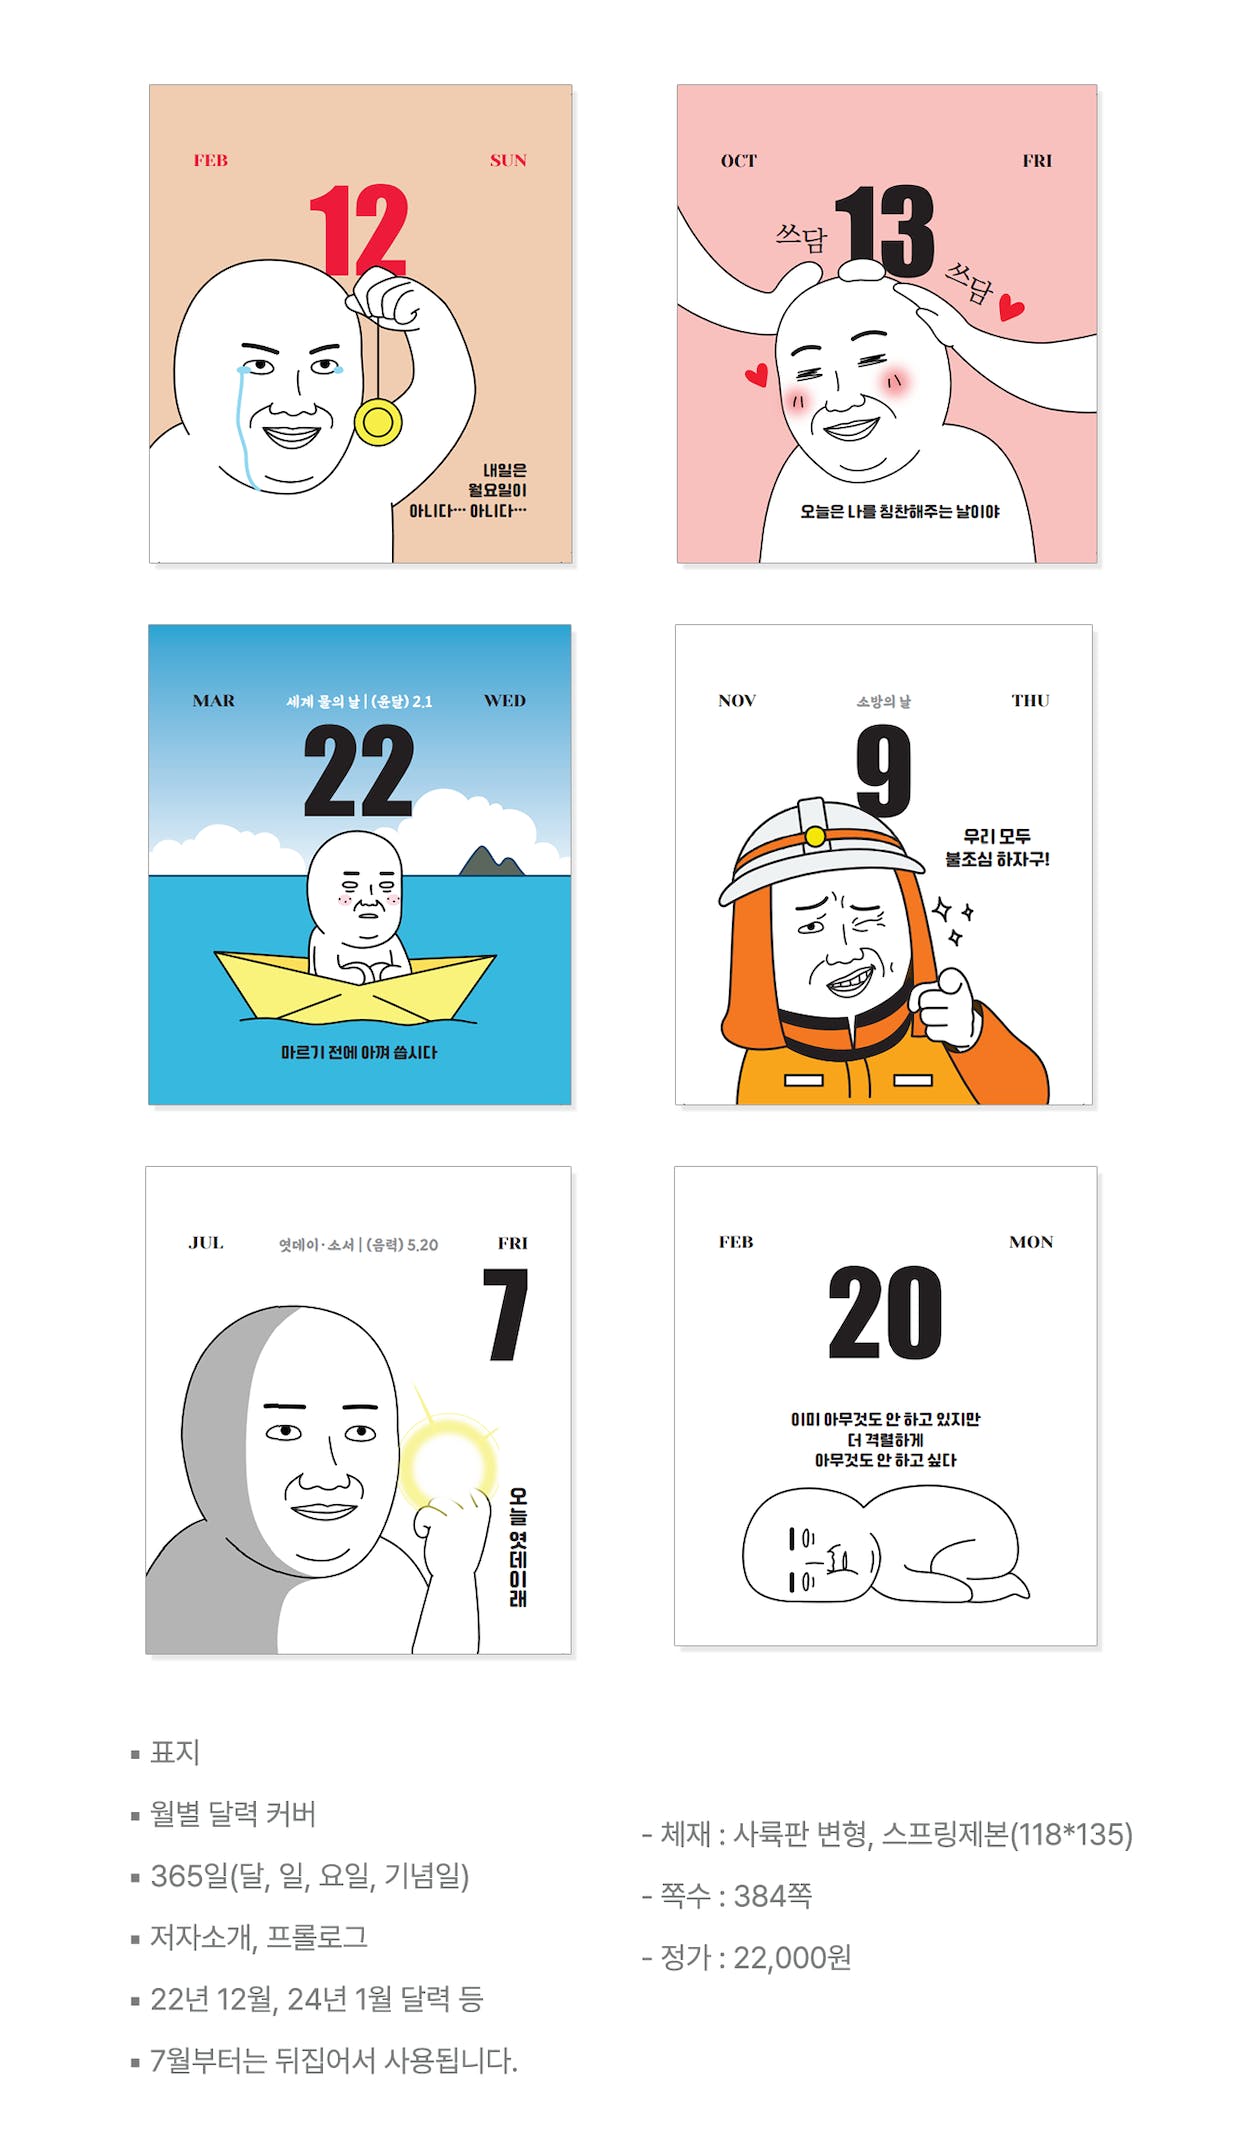 FEB
SUN
12
내일은
월요일이
아니다… 아니다…
OCT
FRI
13
쓰담
쓰담
오늘은 나를 칭찬해주는 날이야
MAR
세계 물의 날 | (윤달) 2.1
WED
22
마르기 전에 아껴 씁시다
NOV
소방의 날
THU
9
우리 모두
불조심 하자구!
JUL
엿데이·소서 | (음력) 5.20
FRI
7
오늘 엿데이래
FEB
MON
20
이미 아무것도 안 하고 있지만
더 격렬하게
아무것도 안 하고 싶다
▪ 표지
▪ 월별 달력 커버
▪ 365일(달, 일, 요일, 기념일)
▪ 저자소개, 프롤로그
▪ 22년 12월, 24년 1월 달력 등
▪ 7월부터는 뒤집어서 사용됩니다.
- 체재 : 사륙판 변형, 스프링제본(118*135)
- 쪽수 : 384쪽
- 정가 : 22,000원